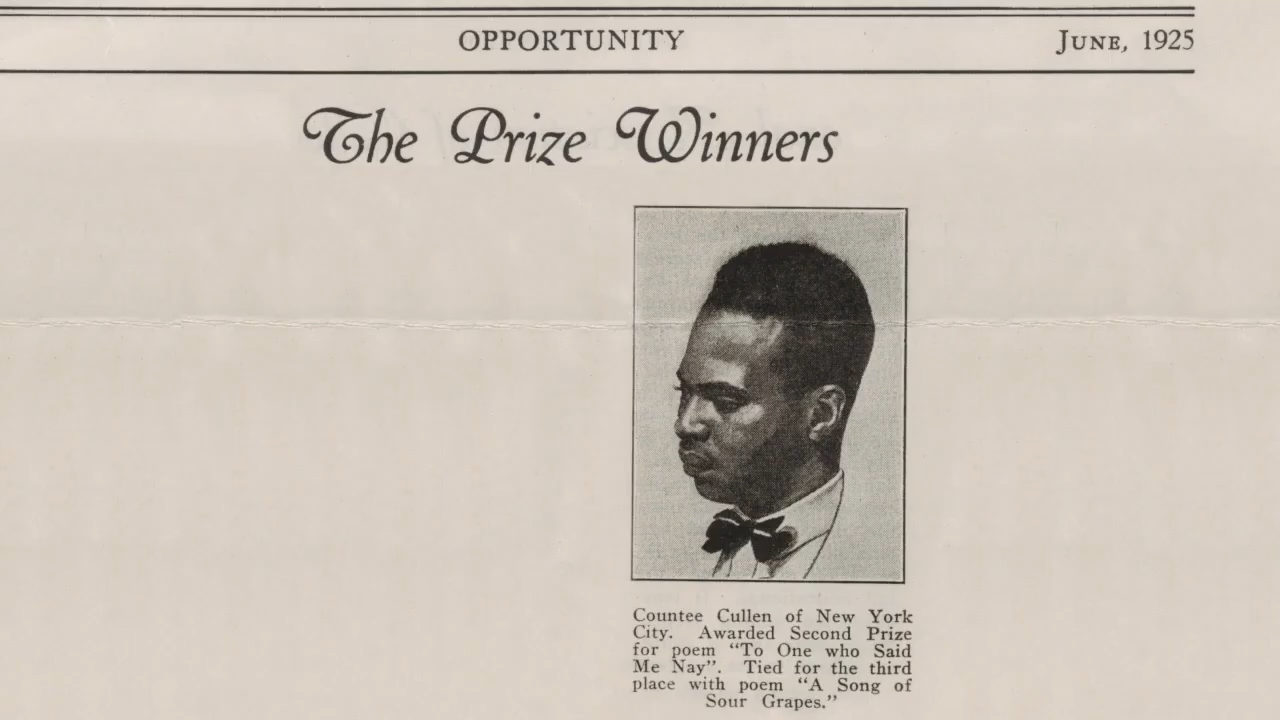 OPPORTUNITY
June, 1925
The Prize Winners
Countee Cullen of New York
City. Awarded Second Prize
for poem “To One who Said
Me Nay”. Tied for the third
place with poem “A Song of
Sour Grapes.”